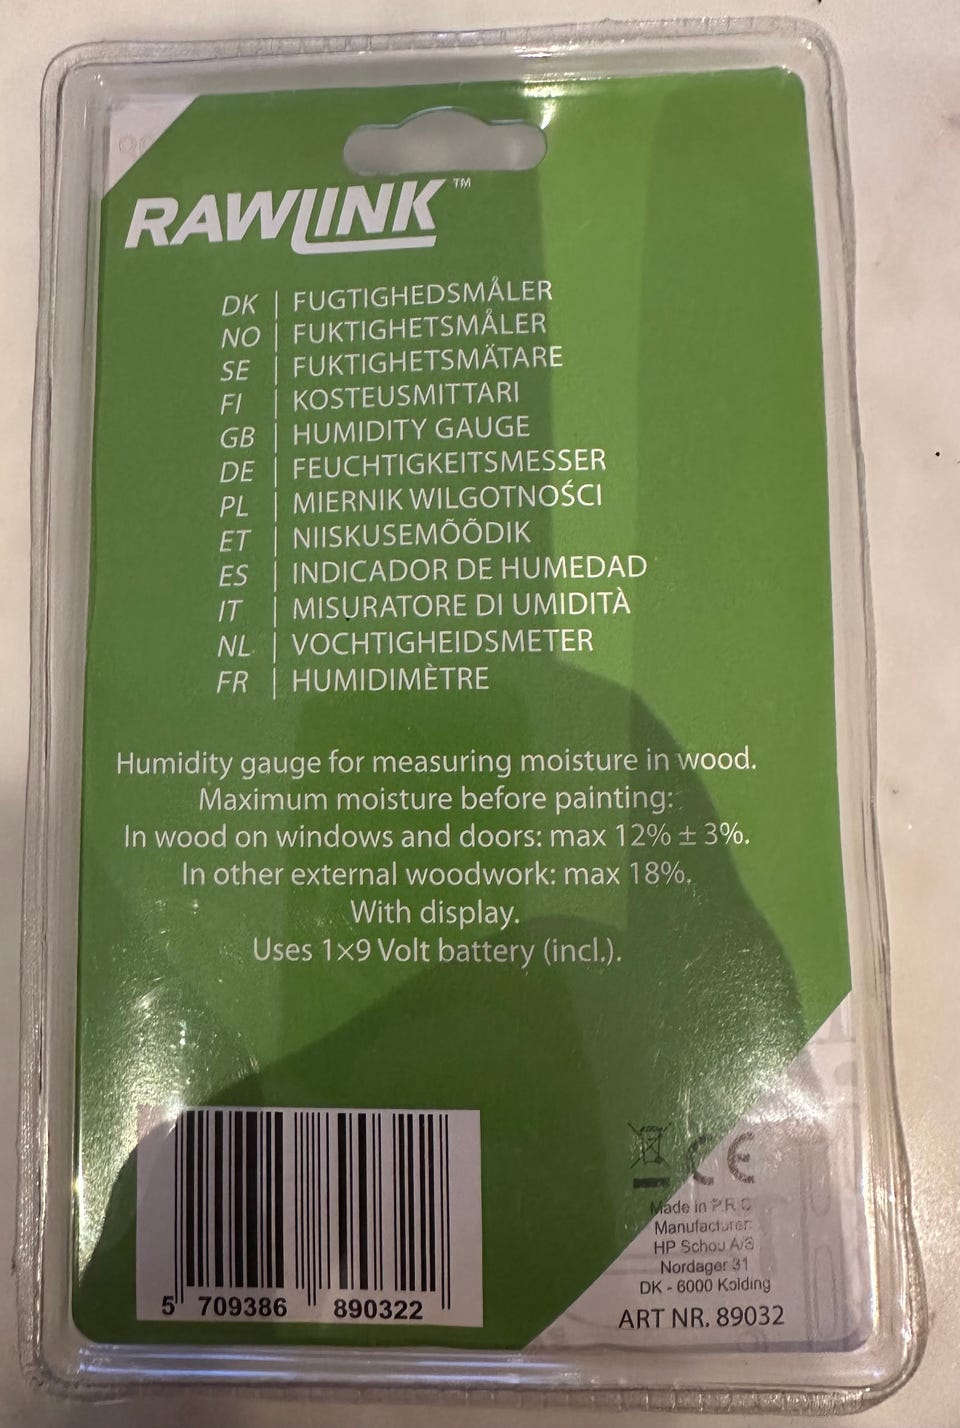 RAWLINK™
DK | FUGTIGHEDSMÅLER
NO | FUKTIGHETSMÅLER
SE | FUKTIGHETSMÄTARE
FI | KOSTEUSMITTARI
GB | HUMIDITY GAUGE
DE | FEUCHTIGKEITSMESSER
PL | MIERNIK WILGOTNOŚCI
ET | NIISKUSEMÕÕDIK
ES | INDICADOR DE HUMEDAD
IT | MISURATORE DI UMIDITÀ
NL | VOCHTIGHEIDSMETER
FR | HUMIDIMÈTRE
Humidity gauge for measuring moisture in wood.
Maximum moisture before painting:
In wood on windows and doors: max 12% ± 3%.
In other external woodwork: max 18%.
With display.
Uses 1×9 Volt battery (incl.).
CE
Made in P.R.C
Manufacturer:
HP Schou A/S
Nordager 31
DK - 6000 Kolding
ART NR. 89032
5 709386 890322